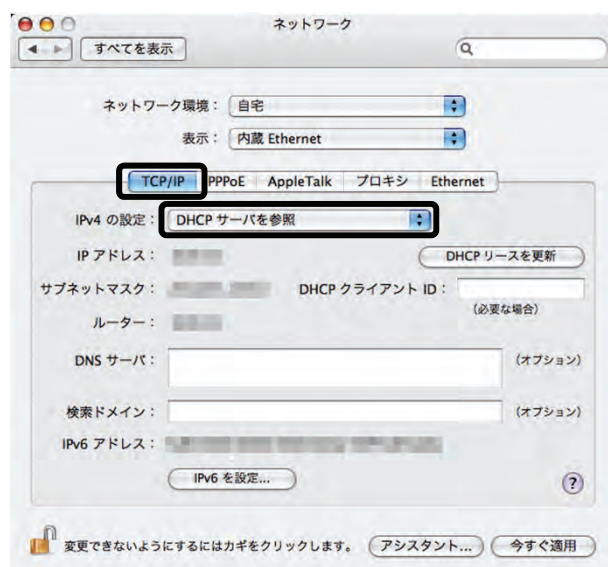 ネットワーク
すべてを表示
ネットワーク環境： 自宅
表示： 内蔵 Ethernet
TCP/IP PPPoE AppleTalk プロキシ Ethernet
IPv4 の設定： DHCP サーバを参照
IP アドレス： DHCP リースを更新
サブネットマスク： DHCP クライアント ID：
(必要な場合)
ルーター：
DNS サーバ： (オプション)
検索ドメイン： (オプション)
IPv6 アドレス：
IPv6 を設定... ?
変更できないようにするにはカギをクリックします。 アシスタント... 今すぐ適用